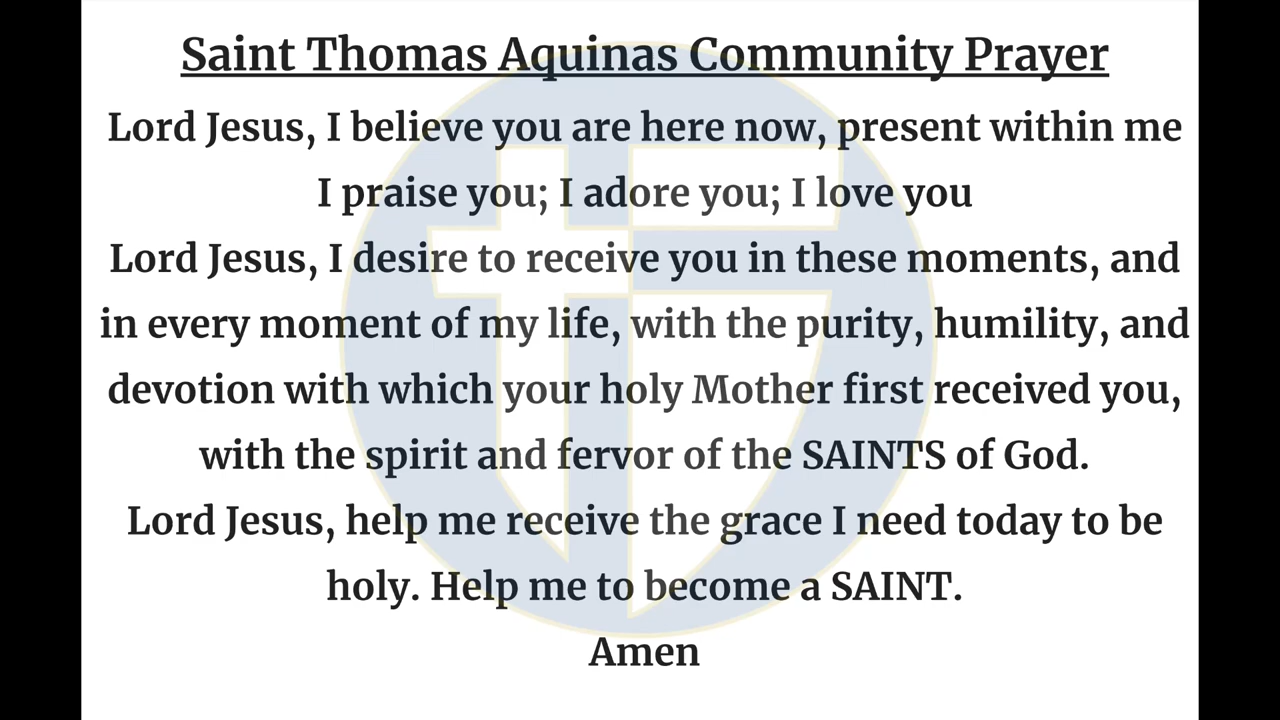 Saint Thomas Aquinas Community Prayer
Lord Jesus, I believe you are here now, present within me
I praise you; I adore you; I love you
Lord Jesus, I desire to receive you in these moments, and
in every moment of my life, with the purity, humility, and
devotion with which your holy Mother first received you,
with the spirit and fervor of the SAINTS of God.
Lord Jesus, help me receive the grace I need today to be
holy. Help me to become a SAINT.
Amen